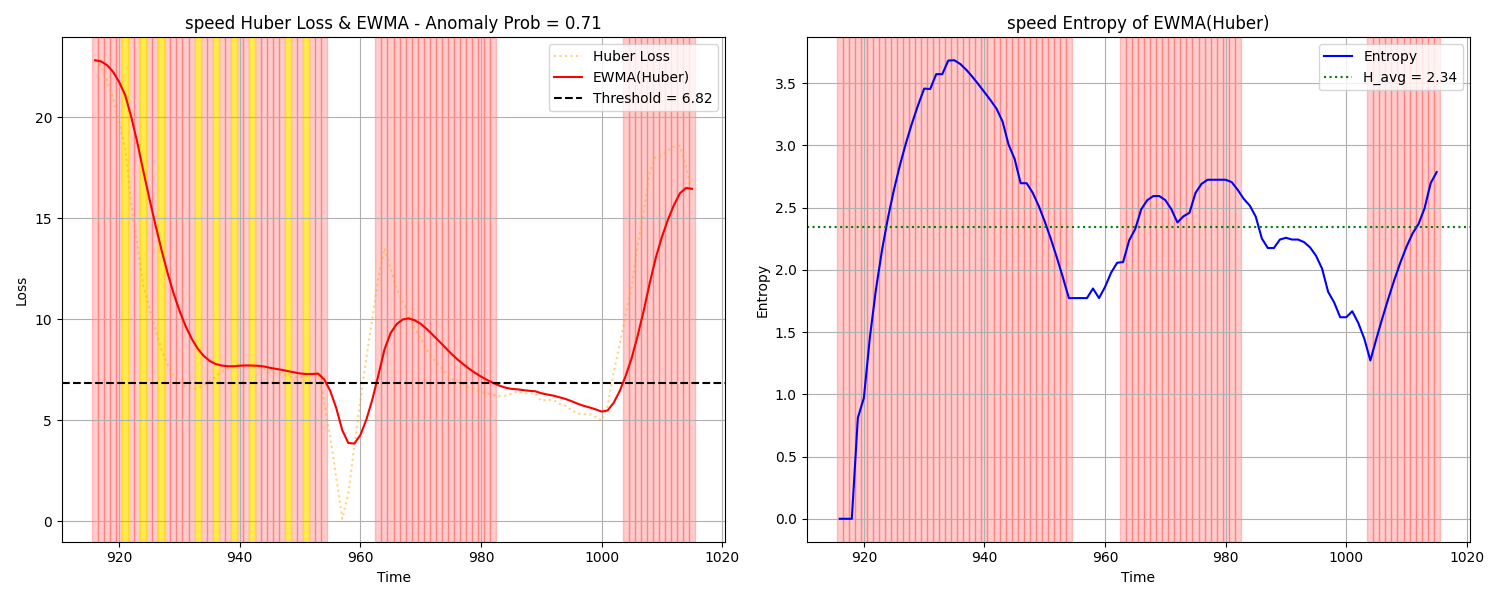 speed Huber Loss & EWMA - Anomaly Prob = 0.71
Huber Loss
EWMA(Huber)
Threshold = 6.82
Loss
20
15
10
5
0
920 940 960 980 1000 1020
Time
speed Entropy of EWMA(Huber)
Entropy
H_avg = 2.34
Entropy
3.5
3.0
2.5
2.0
1.5
1.0
0.5
0.0
920 940 960 980 1000 1020
Time